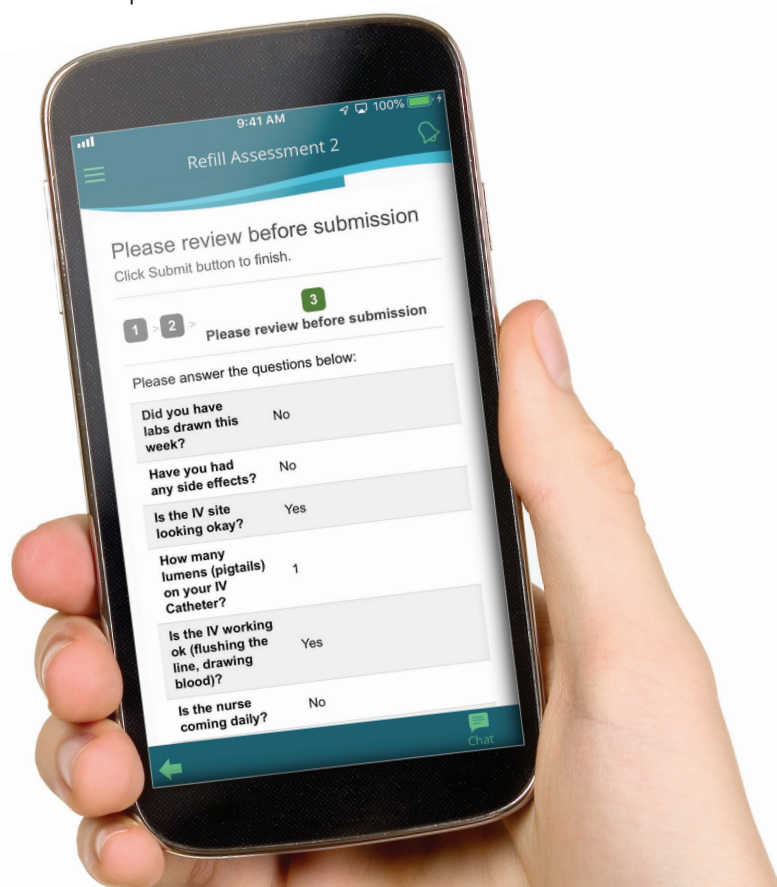 9:41 AM
100%
Refill Assessment 2
Please review before submission
Click Submit button to finish.
1 > 2 > 3
Please review before submission
Please answer the questions below:
Did you have
labs drawn this
week?
No
Have you had
any side effects?
No
Is the IV site
looking okay?
Yes
How many
lumens (pigtails)
on your IV
Catheter?
1
Is the IV working
ok (flushing the
line, drawing
blood)?
Yes
Is the nurse
coming daily?
No
Chat